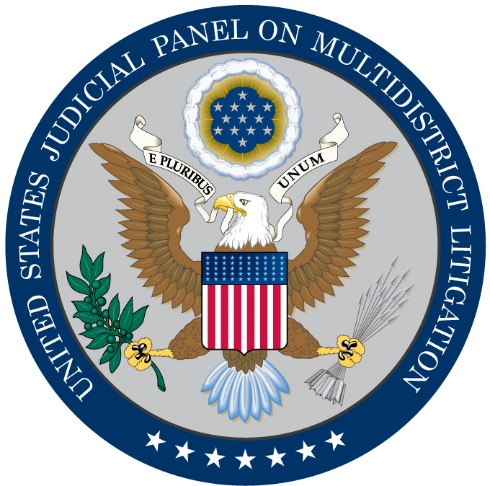 UNITED STATES JUDICIAL PANEL ON MULTIDISTRICT LITIGATION
E PLURIBUS UNUM